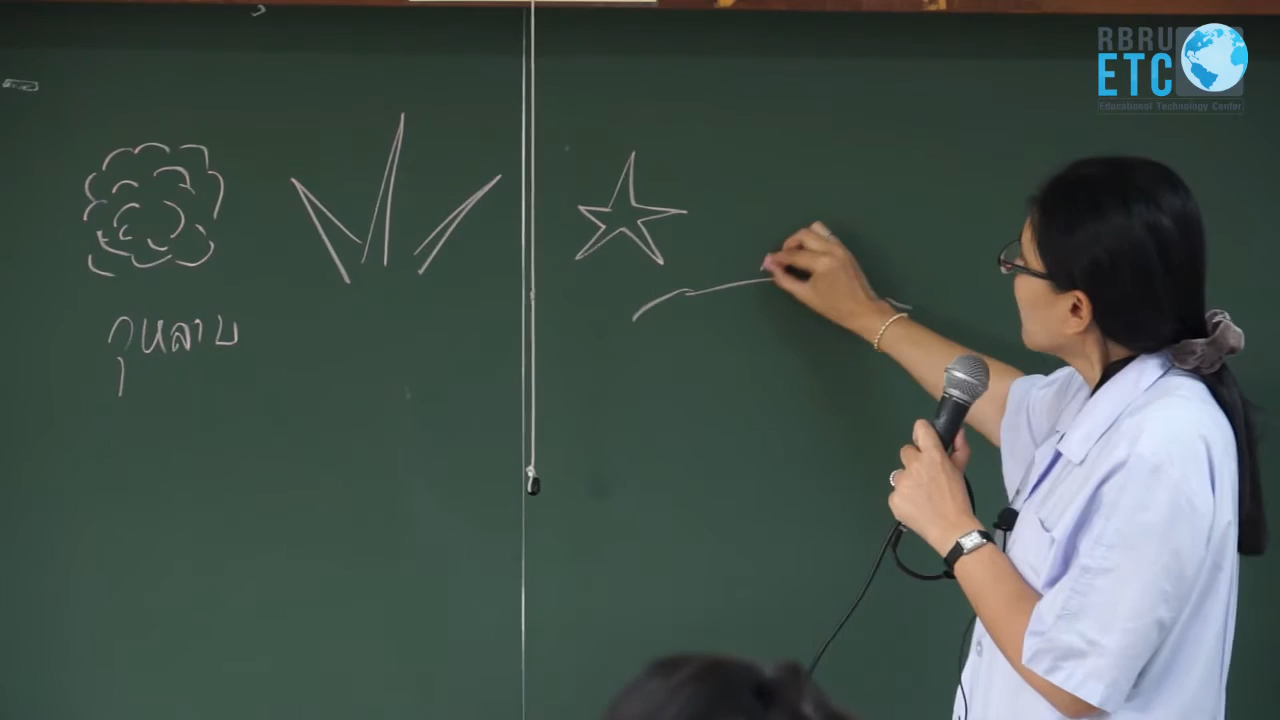 RBRU
ETC
Educational Technology Center
กุหลาบ